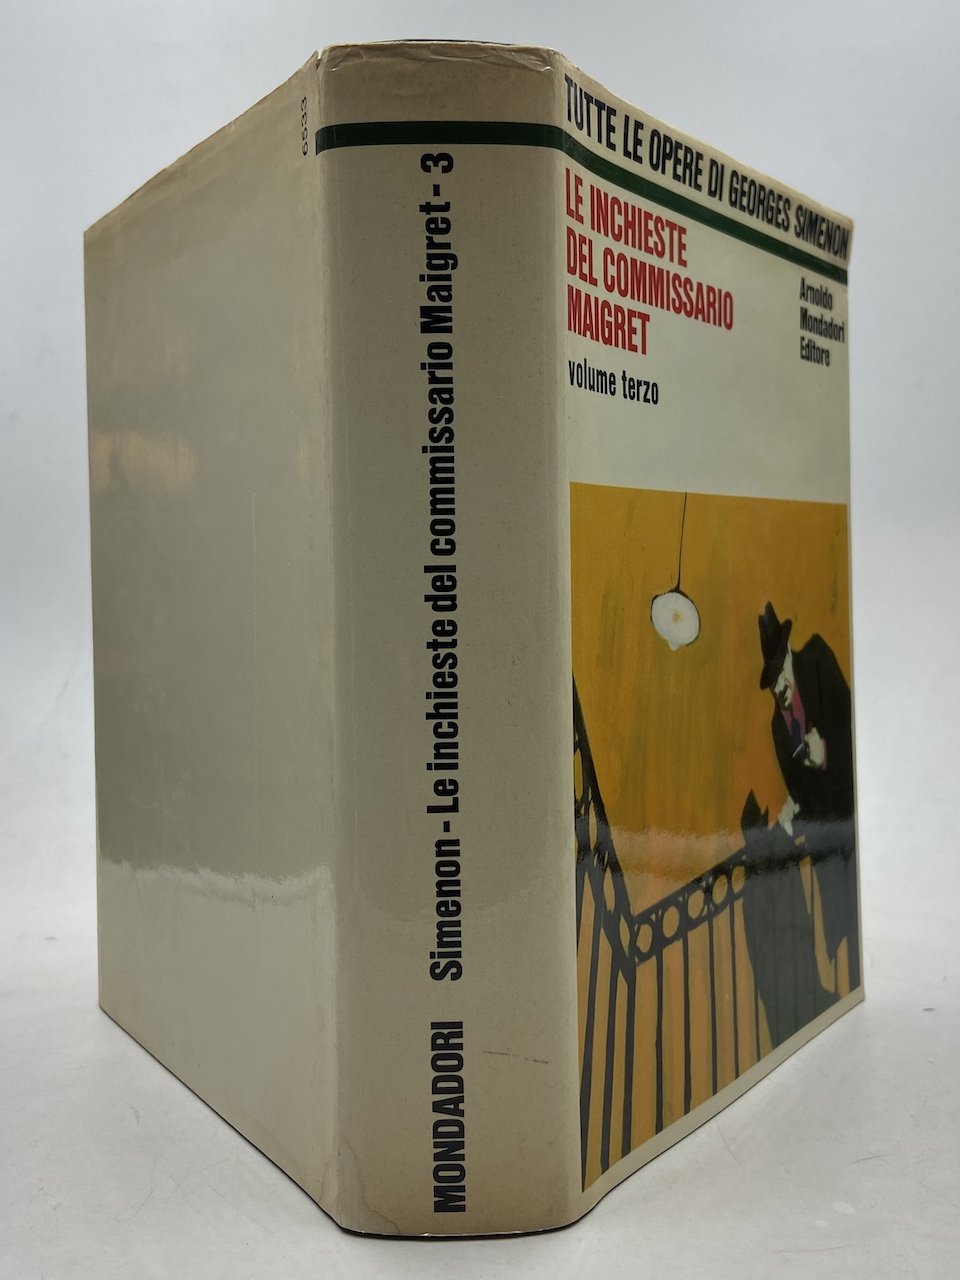 6533
MONDADORI Simenon - Le inchieste del commissario Maigret - 3
TUTTE LE OPERE DI GEORGES SIMENON
LE INCHIESTE
DEL COMMISSARIO
MAIGRET
volume terzo
Arnoldo
Mondadori
Editore